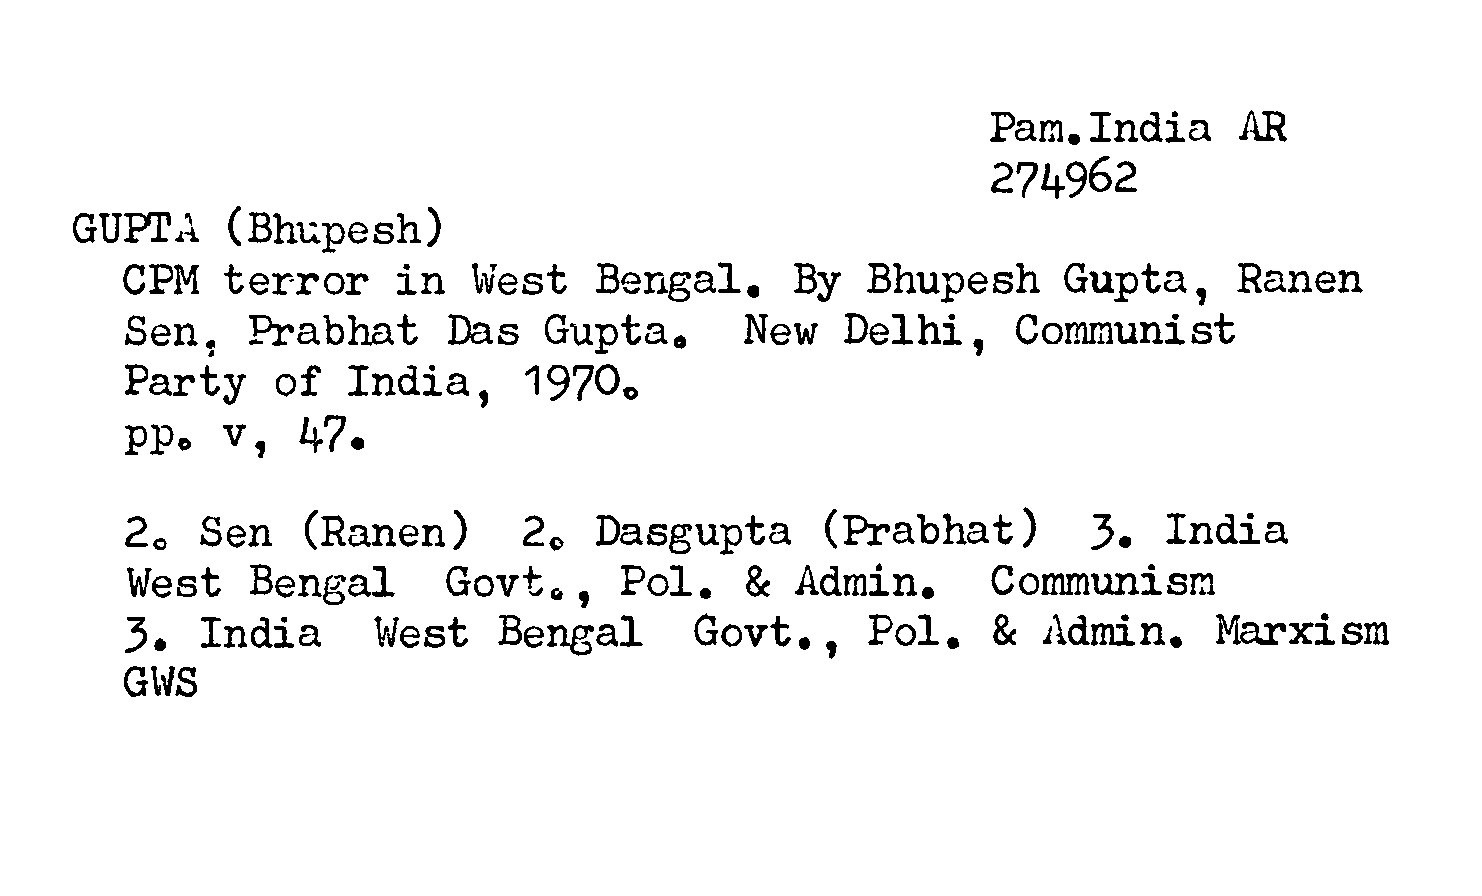 Pam.India AR
274962
GUPTA (Bhupesh)
CPM terror in West Bengal. By Bhupesh Gupta, Ranen
Sen, Prabhat Das Gupta. New Delhi, Communist
Party of India, 1970.
pp. v, 47.
2. Sen (Ranen) 2. Dasgupta (Prabhat) 3. India
West Bengal Govt., Pol. & Admin. Communism
3. India West Bengal Govt., Pol. & Admin. Marxism
GWS